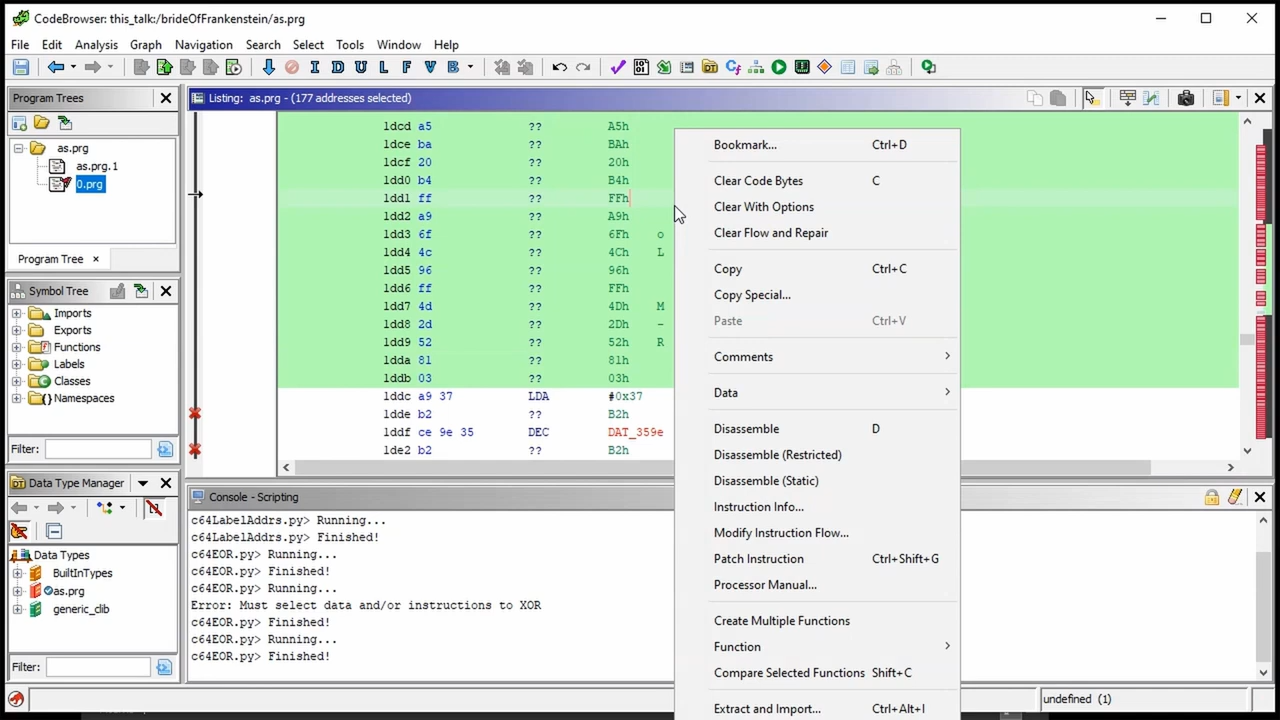 CodeBrowser: this_talk:/brideOfFrankenstein/as.prg
File Edit Analysis Graph Navigation Search Select Tools Window Help
I D U L F V B
Program Trees
as.prg
as.prg.1
0.prg
Program Tree
Symbol Tree
Imports
Exports
Functions
Labels
Classes
Namespaces
Filter:
Data Type Manager
Data Types
BuiltInTypes
as.prg
generic_clib
Filter:
Listing: as.prg - (177 addresses selected)
1dcd a5 ?? A5h
1dce ba ?? BAh
1dcf 20 ?? 20h
1dd0 b4 ?? B4h
1dd1 ff ?? FFh
1dd2 a9 ?? A9h
1dd3 6f ?? 6Fh o
1dd4 4c ?? 4Ch L
1dd5 96 ?? 96h
1dd6 ff ?? FFh
1dd7 4d ?? 4Dh M
1dd8 2d ?? 2Dh -
1dd9 52 ?? 52h R
1dda 81 ?? 81h
1ddb 03 ?? 03h
1ddc a9 37 LDA #0x37
1dde b2 ?? B2h
1ddf ce 9e 35 DEC DAT_359e
1de2 b2 ?? B2h
Bookmark... Ctrl+D
Clear Code Bytes C
Clear With Options
Clear Flow and Repair
Copy Ctrl+C
Copy Special...
Paste Ctrl+V
Comments
Data
Disassemble D
Disassemble (Restricted)
Disassemble (Static)
Instruction Info...
Modify Instruction Flow...
Patch Instruction Ctrl+Shift+G
Processor Manual...
Create Multiple Functions
Function
Compare Selected Functions Shift+C
Extract and Import... Ctrl+Alt+I
Console - Scripting
c64LabelAddrs.py> Running...
c64LabelAddrs.py> Finished!
c64EOR.py> Running...
c64EOR.py> Finished!
c64EOR.py> Running...
Error: Must select data and/or instructions to XOR
c64EOR.py> Finished!
c64EOR.py> Running...
c64EOR.py> Finished!
undefined (1)